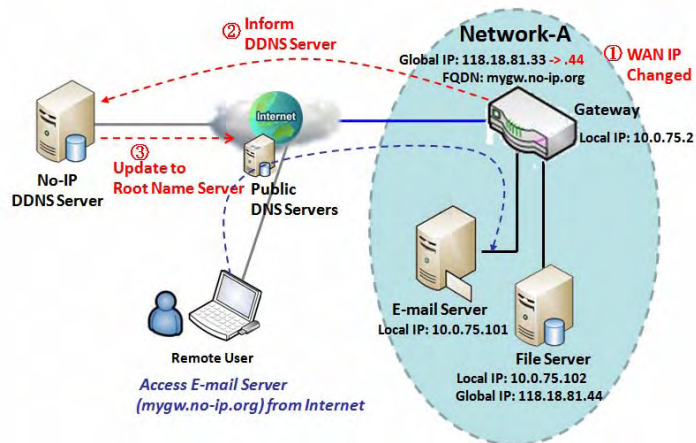 ② Inform
DDNS Server
Network-A
Global IP: 118.18.81.33 -> .44
FQDN: mygw.no-ip.org
① WAN IP
Changed
Internet
Gateway
Local IP: 10.0.75.2
③
Update to
Root Name Server
No-IP
DDNS Server
Public
DNS Servers
E-mail Server
Local IP: 10.0.75.101
Remote User
File Server
Local IP: 10.0.75.102
Global IP: 118.18.81.44
Access E-mail Server
(mygw.no-ip.org) from Internet